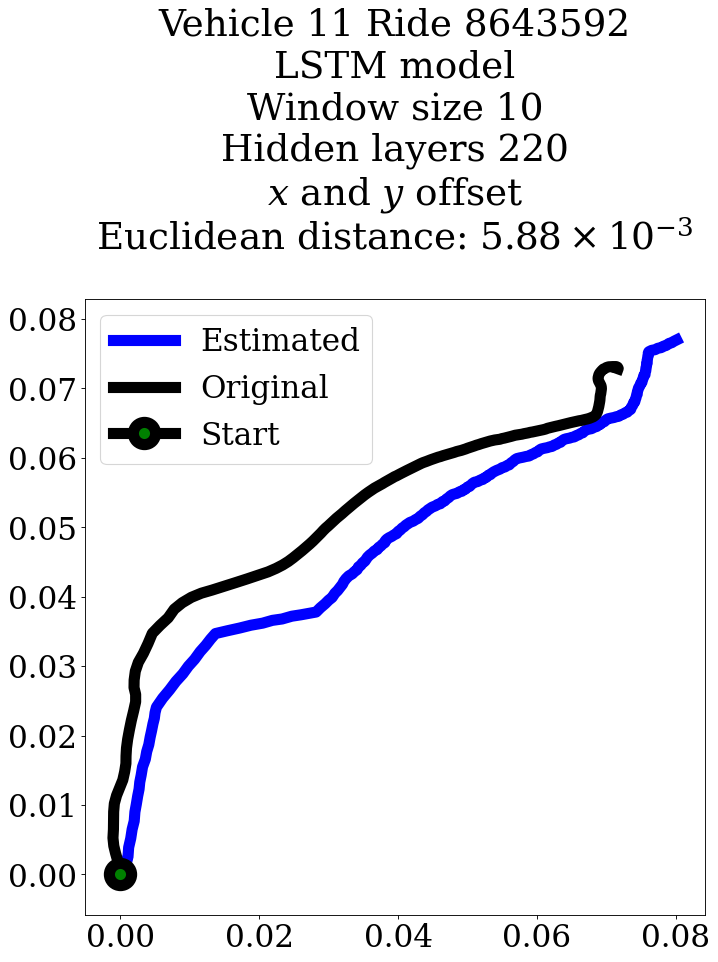 Vehicle 11 Ride 8643592
LSTM model
Window size 10
Hidden layers 220
x and y offset
Euclidean distance: 5.88 × 10⁻³
Estimated
Original
Start
0.08
0.07
0.06
0.05
0.04
0.03
0.02
0.01
0.00
0.00 0.02 0.04 0.06 0.08